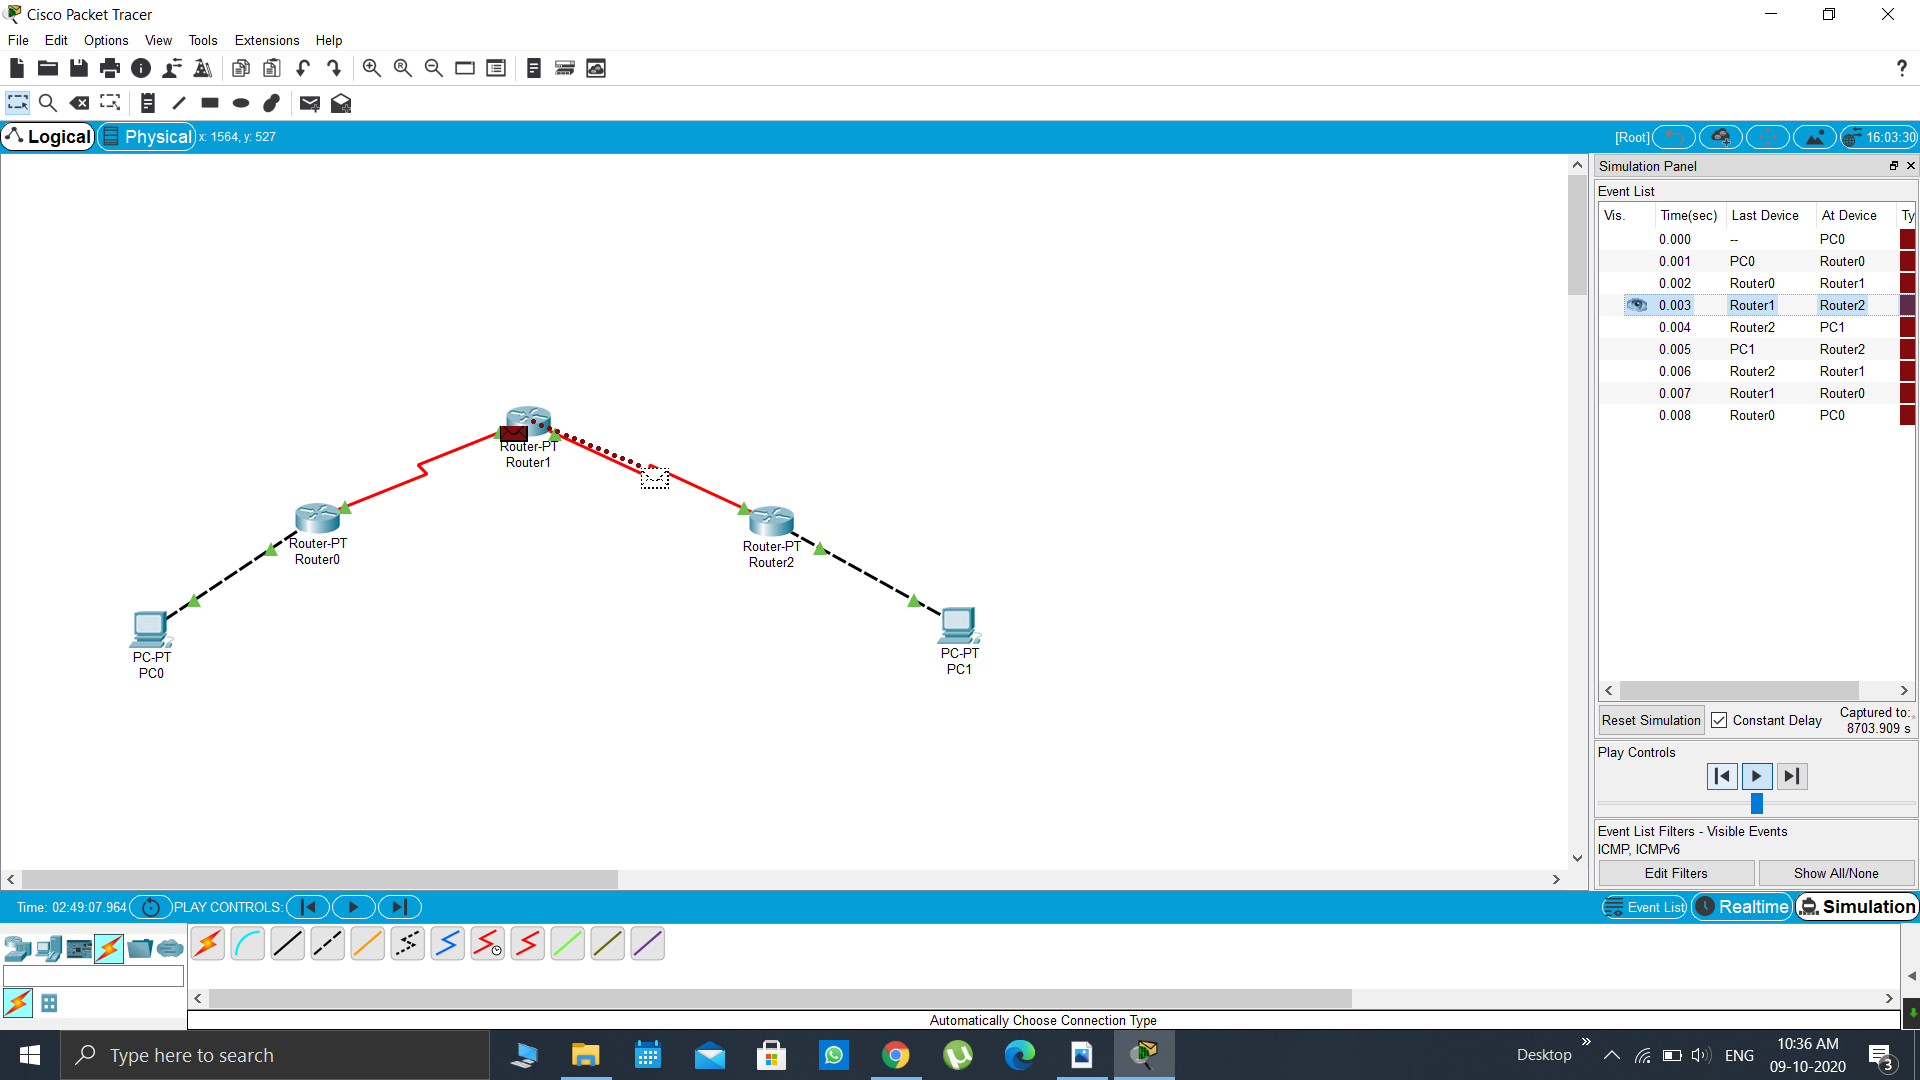 Cisco Packet Tracer
File Edit Options View Tools Extensions Help
?
Logical Physical x: 1564, y: 527 [Root] 16:03:30
Simulation Panel
Event List
Vis. Time(sec) Last Device At Device Ty
0.000 -- PC0
0.001 PC0 Router0
0.002 Router0 Router1
0.003 Router1 Router2
0.004 Router2 PC1
0.005 PC1 Router2
0.006 Router2 Router1
0.007 Router1 Router0
0.008 Router0 PC0
Router-PT
Router1
Router-PT
Router0
Router-PT
Router2
PC-PT
PC0
PC-PT
PC1
Reset Simulation Constant Delay Captured to:
8703.909 s
Play Controls
Event List Filters - Visible Events
ICMP, ICMPv6
Edit Filters Show All/None
Time: 02:49:07.964 PLAY CONTROLS: Event List Realtime Simulation
Automatically Choose Connection Type
Type here to search
Desktop » ENG 10:36 AM
09-10-2020
3